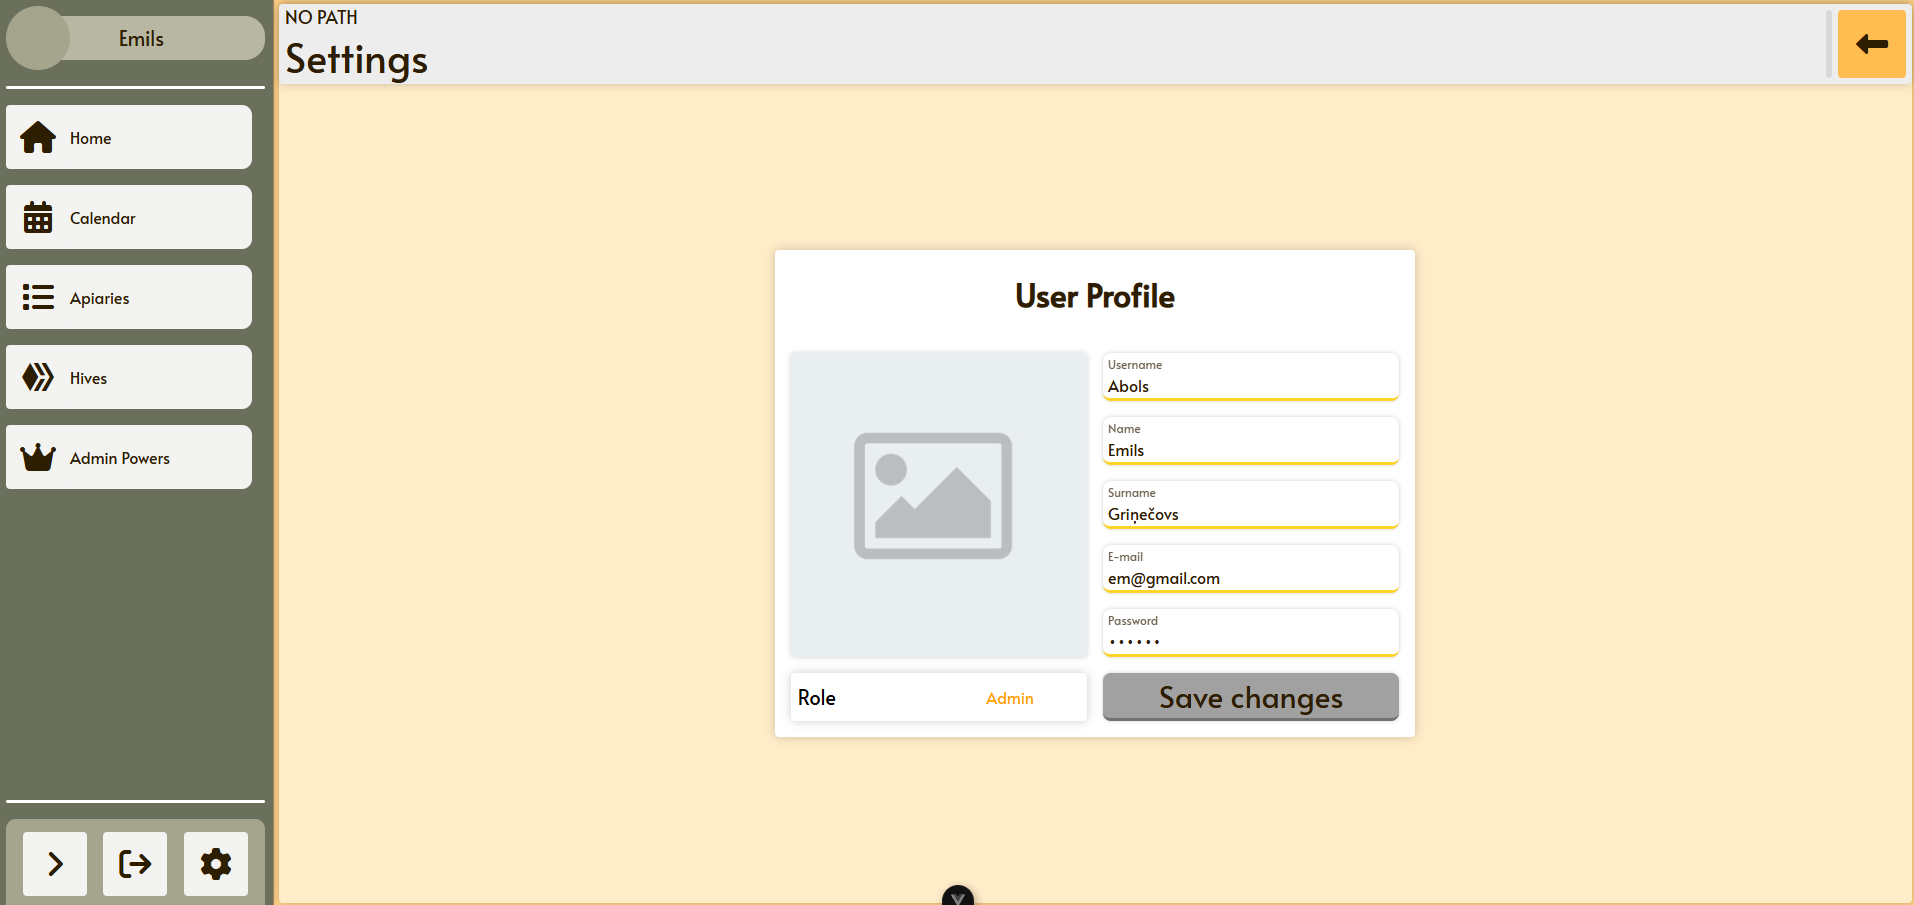 Emils
Home
Calendar
Apiaries
Hives
Admin Powers
NO PATH
Settings
User Profile
Username
Abols
Name
Emils
Surname
Griņečovs
E-mail
em@gmail.com
Password
••••••
Role
Admin
Save changes